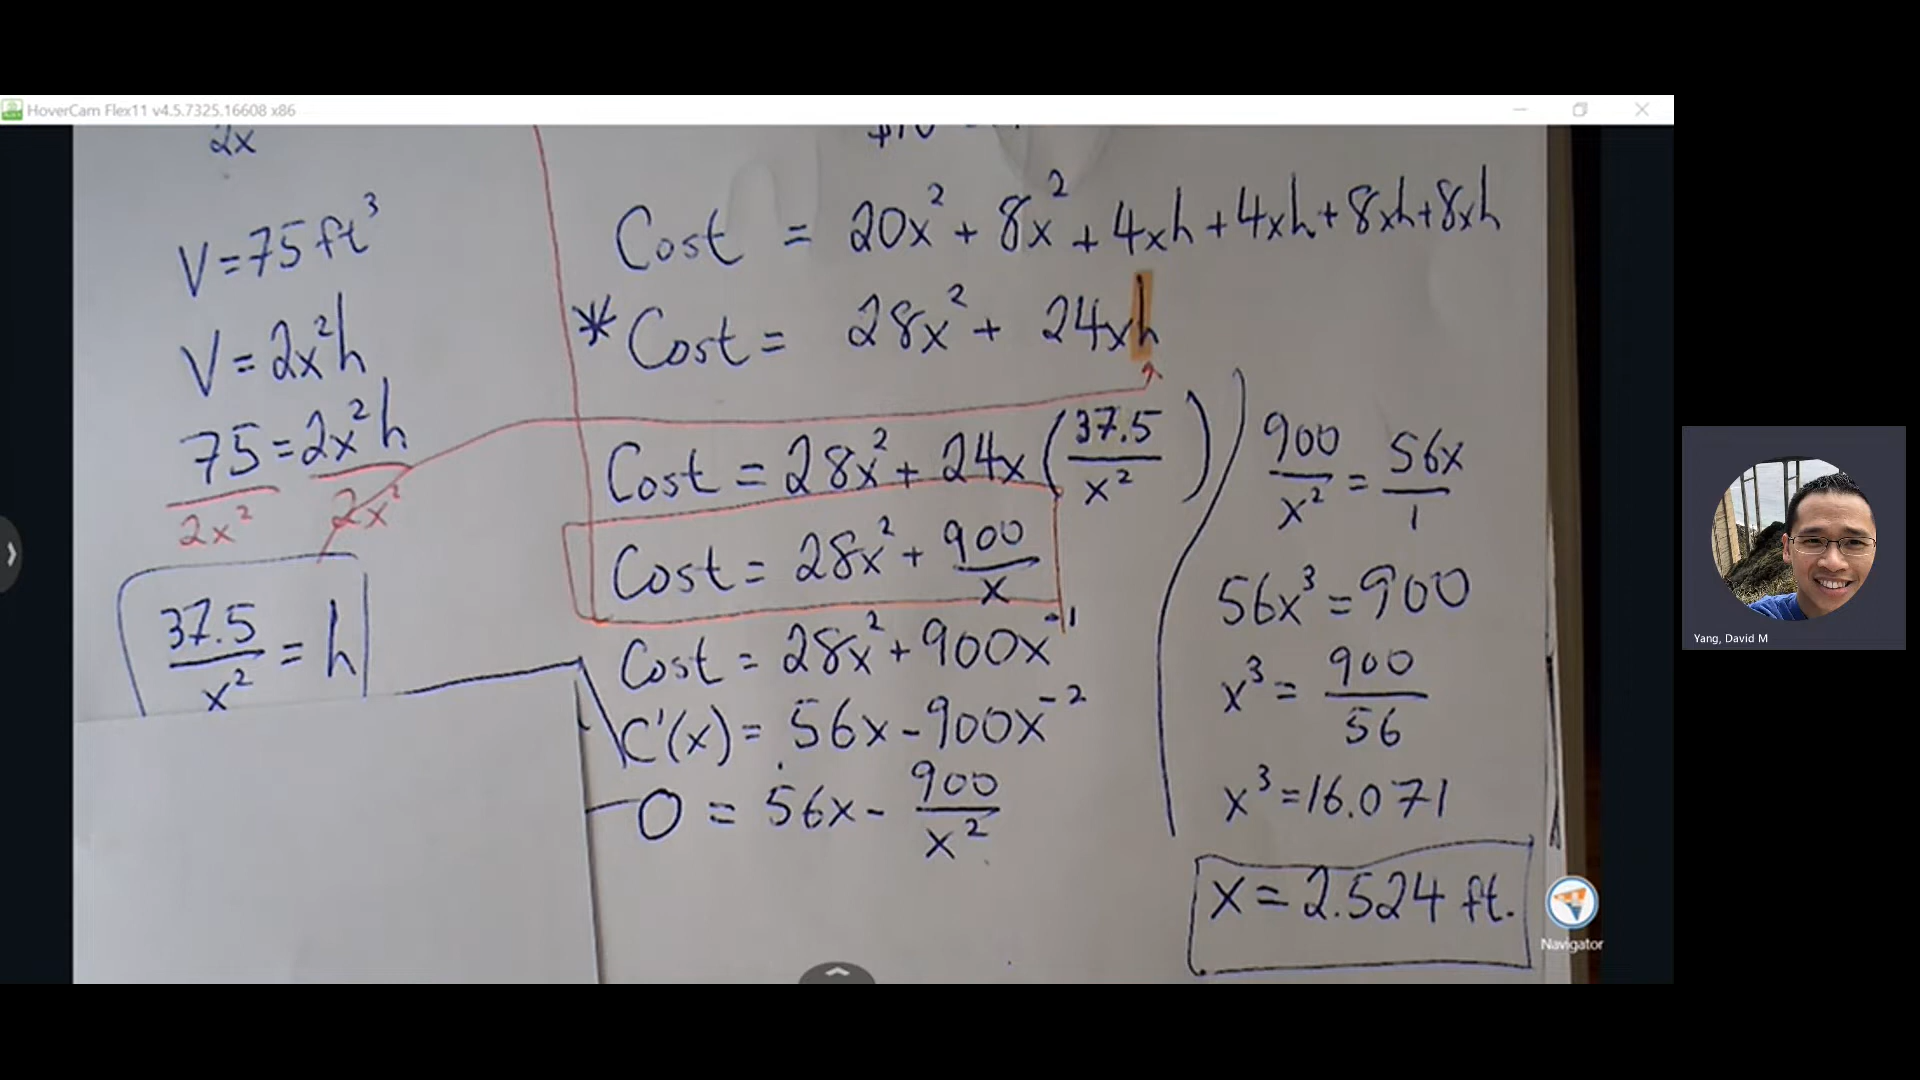 HoverCam Flex11 v4.5.7325.16608 x86
2x
V = 75 ft³
V = 2x²h
75 = 2x²h
2x² 2x²
37.5/x² = h
$10
Cost = 20x² + 8x² + 4xh + 4xh + 8xh + 8xh
* Cost = 28x² + 24xh
Cost = 28x² + 24x (37.5/x²)
Cost = 28x² + 900/x
Cost = 28x² + 900x⁻¹
C'(x) = 56x - 900x⁻²
0 = 56x - 900/x²
900/x² = 56x/1
56x³ = 900
x³ = 900/56
x³ = 16.071
x = 2.524 ft.
Navigator
Yang, David M